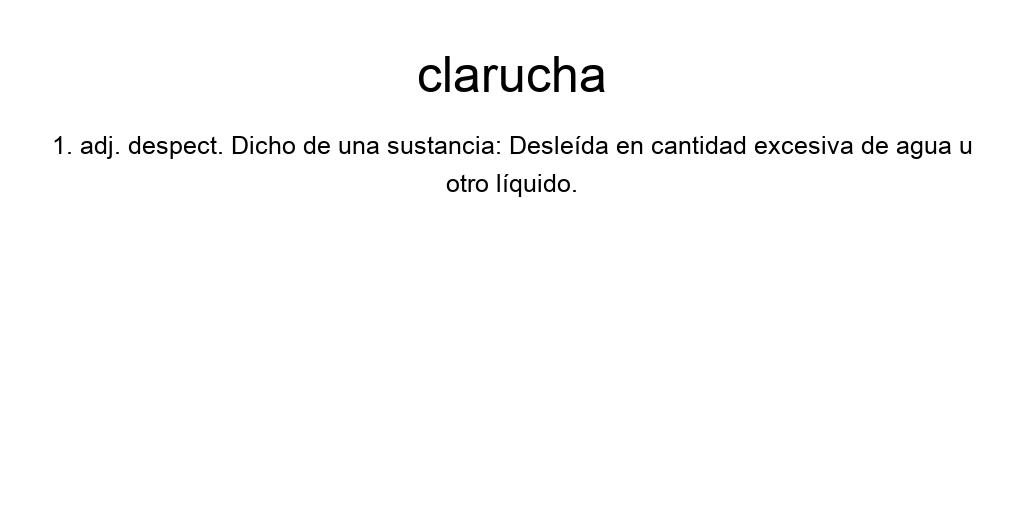 clarucha
1. adj. despect. Dicho de una sustancia: Desleída en cantidad excesiva de agua u
otro líquido.